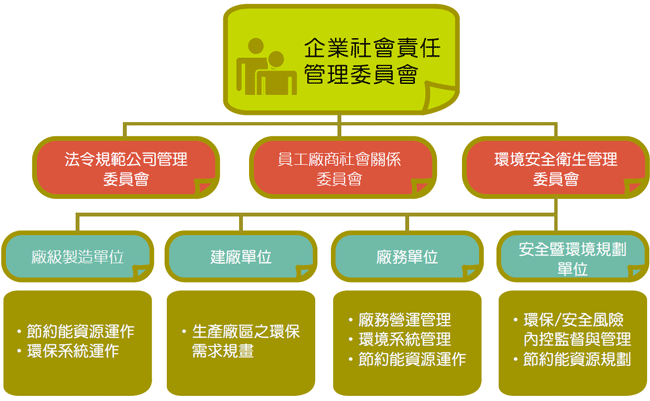 企業社會責任
管理委員會
法令規範公司管理
委員會
員工廠商社會關係
委員會
環境安全衛生管理
委員會
廠級製造單位
建廠單位
廠務單位
安全暨環境規劃
單位
・節約能資源運作
・環保系統運作
・生產廠區之環保
需求規畫
・廠務營運管理
・環境系統管理
・節約能資源運作
・環保/安全風險
內控監督與管理
・節約能資源規劃